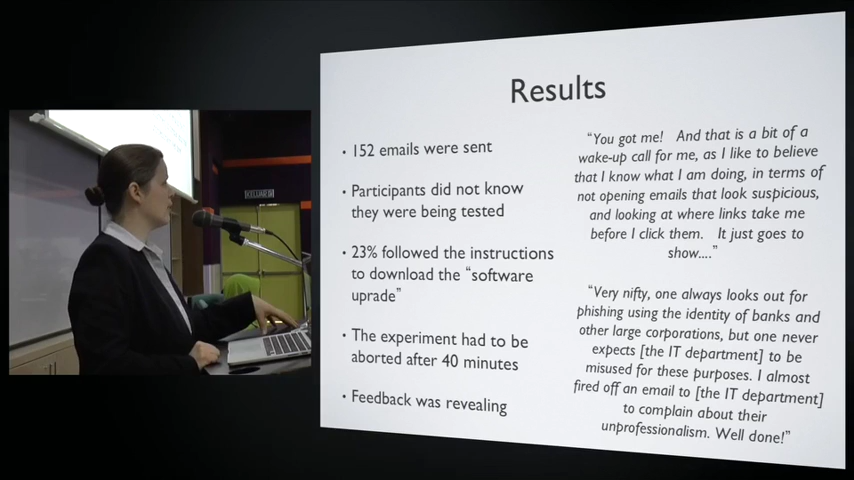 Results
• 152 emails were sent
• Participants did not know
they were being tested
• 23% followed the instructions
to download the “software
uprade”
• The experiment had to be
aborted after 40 minutes
• Feedback was revealing
“You got me! And that is a bit of a
wake-up call for me, as I like to believe
that I know what I am doing, in terms of
not opening emails that look suspicious,
and looking at where links take me
before I click them. It just goes to
show....”
“Very nifty, one always looks out for
phishing using the identity of banks and
other large corporations, but one never
expects [the IT department] to be
misused for these purposes. I almost
fired off an email to [the IT department]
to complain about their
unprofessionalism. Well done!”